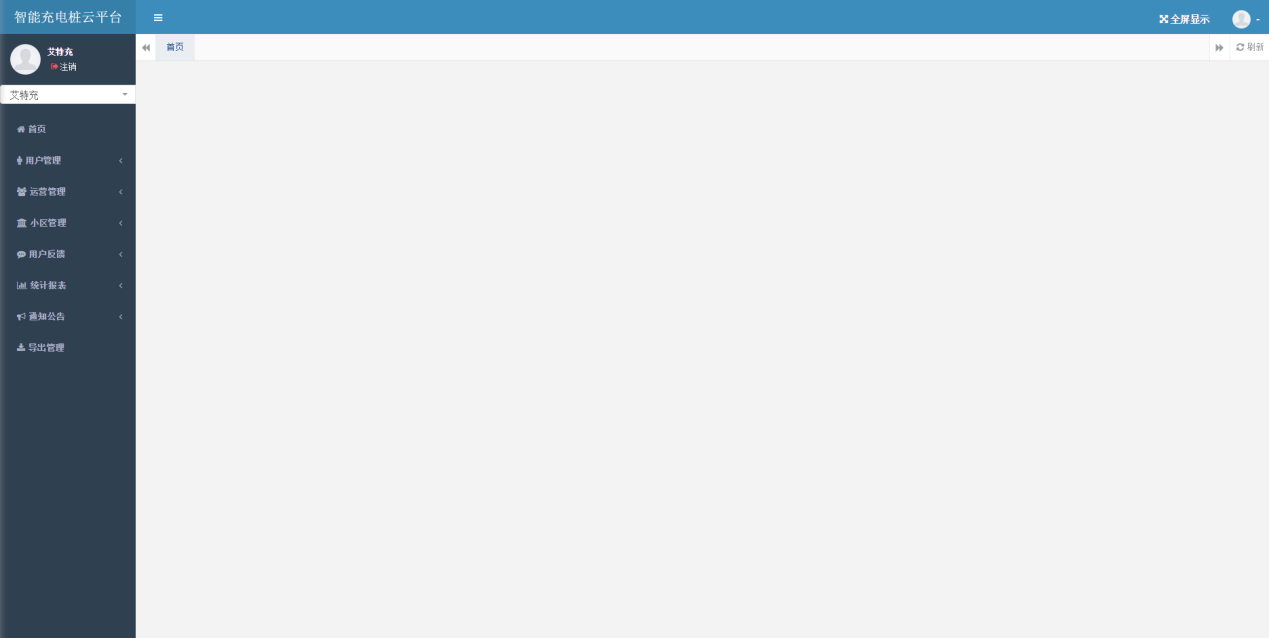 智能充电桩云平台
全屏显示
艾特充
注销
首页
刷新
艾特充
首页
用户管理
运营管理
小区管理
用户反馈
统计报表
通知公告
导出管理